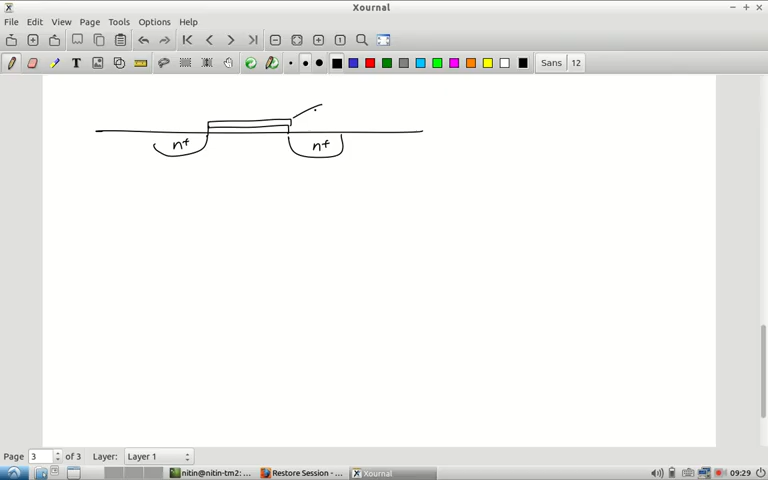 Xournal
File Edit View Page Tools Options Help
T 1 Sans 12
n+ n+
Page 3 of 3 Layer: Layer 1
nitin@nitin-tm2: ... Restore Session - ... Xournal 09:29